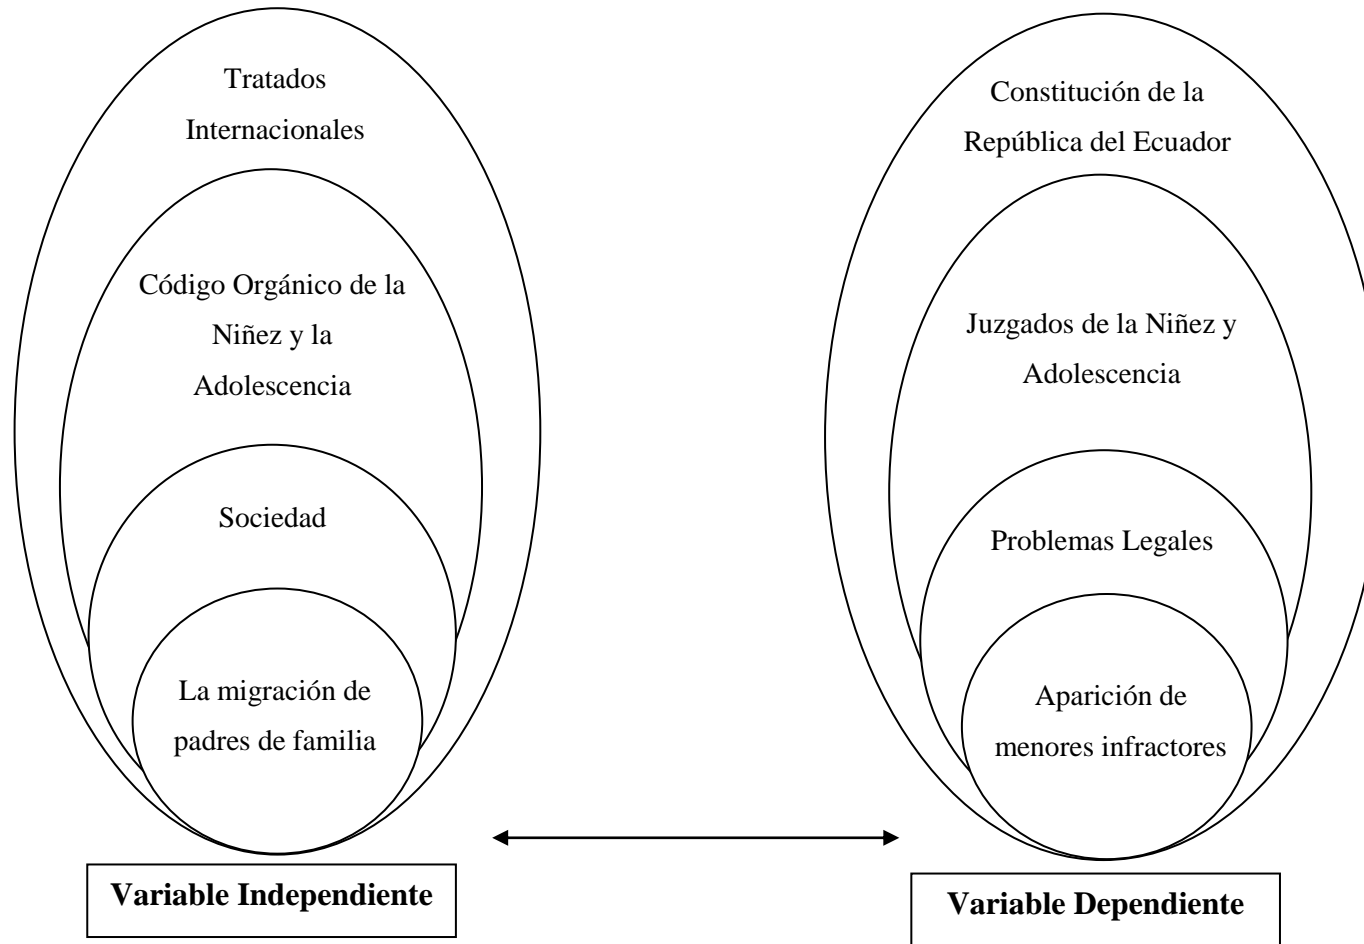 Tratados
Internacionales
Código Orgánico de la
Niñez y la
Adolescencia
Sociedad
La migración de
padres de familia
Variable Independiente
Constitución de la
República del Ecuador
Juzgados de la Niñez y
Adolescencia
Problemas Legales
Aparición de
menores infractores
Variable Dependiente